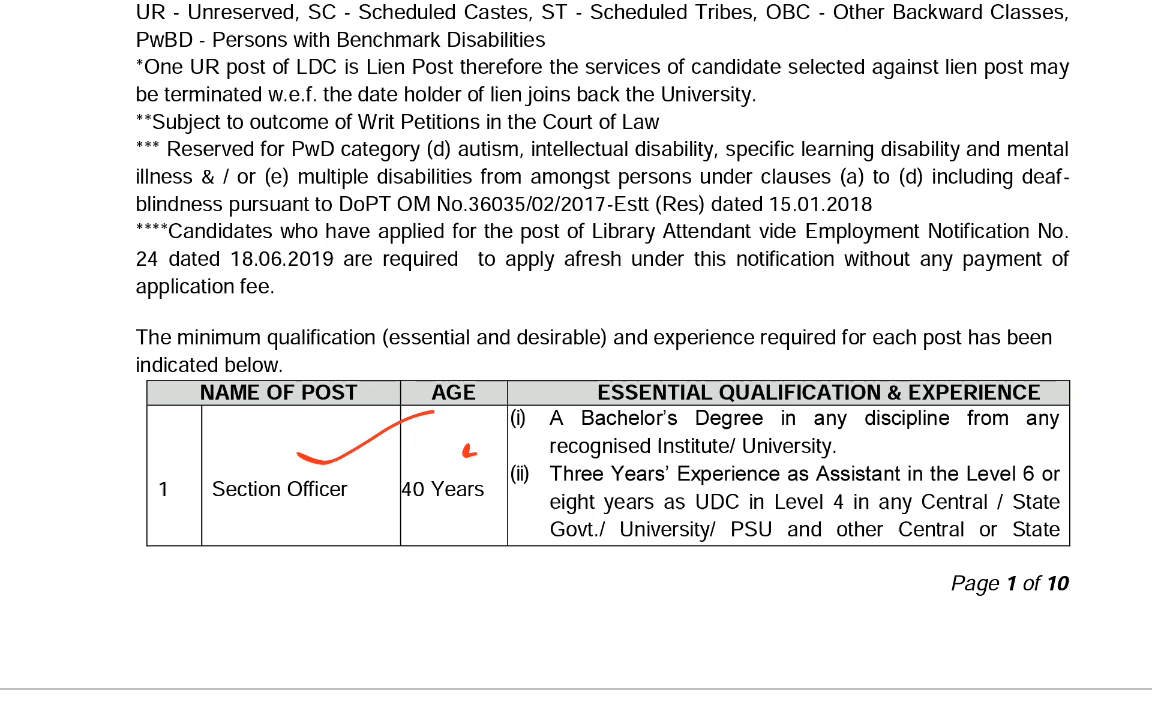 UR - Unreserved, SC - Scheduled Castes, ST - Scheduled Tribes, OBC - Other Backward Classes,
PwBD - Persons with Benchmark Disabilities
*One UR post of LDC is Lien Post therefore the services of candidate selected against lien post may
be terminated w.e.f. the date holder of lien joins back the University.
**Subject to outcome of Writ Petitions in the Court of Law
*** Reserved for PwD category (d) autism, intellectual disability, specific learning disability and mental
illness & / or (e) multiple disabilities from amongst persons under clauses (a) to (d) including deaf-
blindness pursuant to DoPT OM No.36035/02/2017-Estt (Res) dated 15.01.2018
****Candidates who have applied for the post of Library Attendant vide Employment Notification No.
24 dated 18.06.2019 are required to apply afresh under this notification without any payment of
application fee.
The minimum qualification (essential and desirable) and experience required for each post has been
indicated below.
NAME OF POST AGE ESSENTIAL QUALIFICATION & EXPERIENCE
1 Section Officer 40 Years
(i) A Bachelor's Degree in any discipline from any
recognised Institute/ University.
(ii) Three Years' Experience as Assistant in the Level 6 or
eight years as UDC in Level 4 in any Central / State
Govt./ University/ PSU and other Central or State
Page 1 of 10